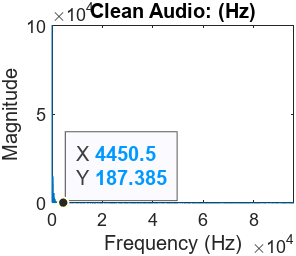 ×10⁴ Clean Audio: (Hz)
10
Magnitude
5
X 4450.5
Y 187.385
0
0 2 4 6 8
Frequency (Hz) ×10⁴